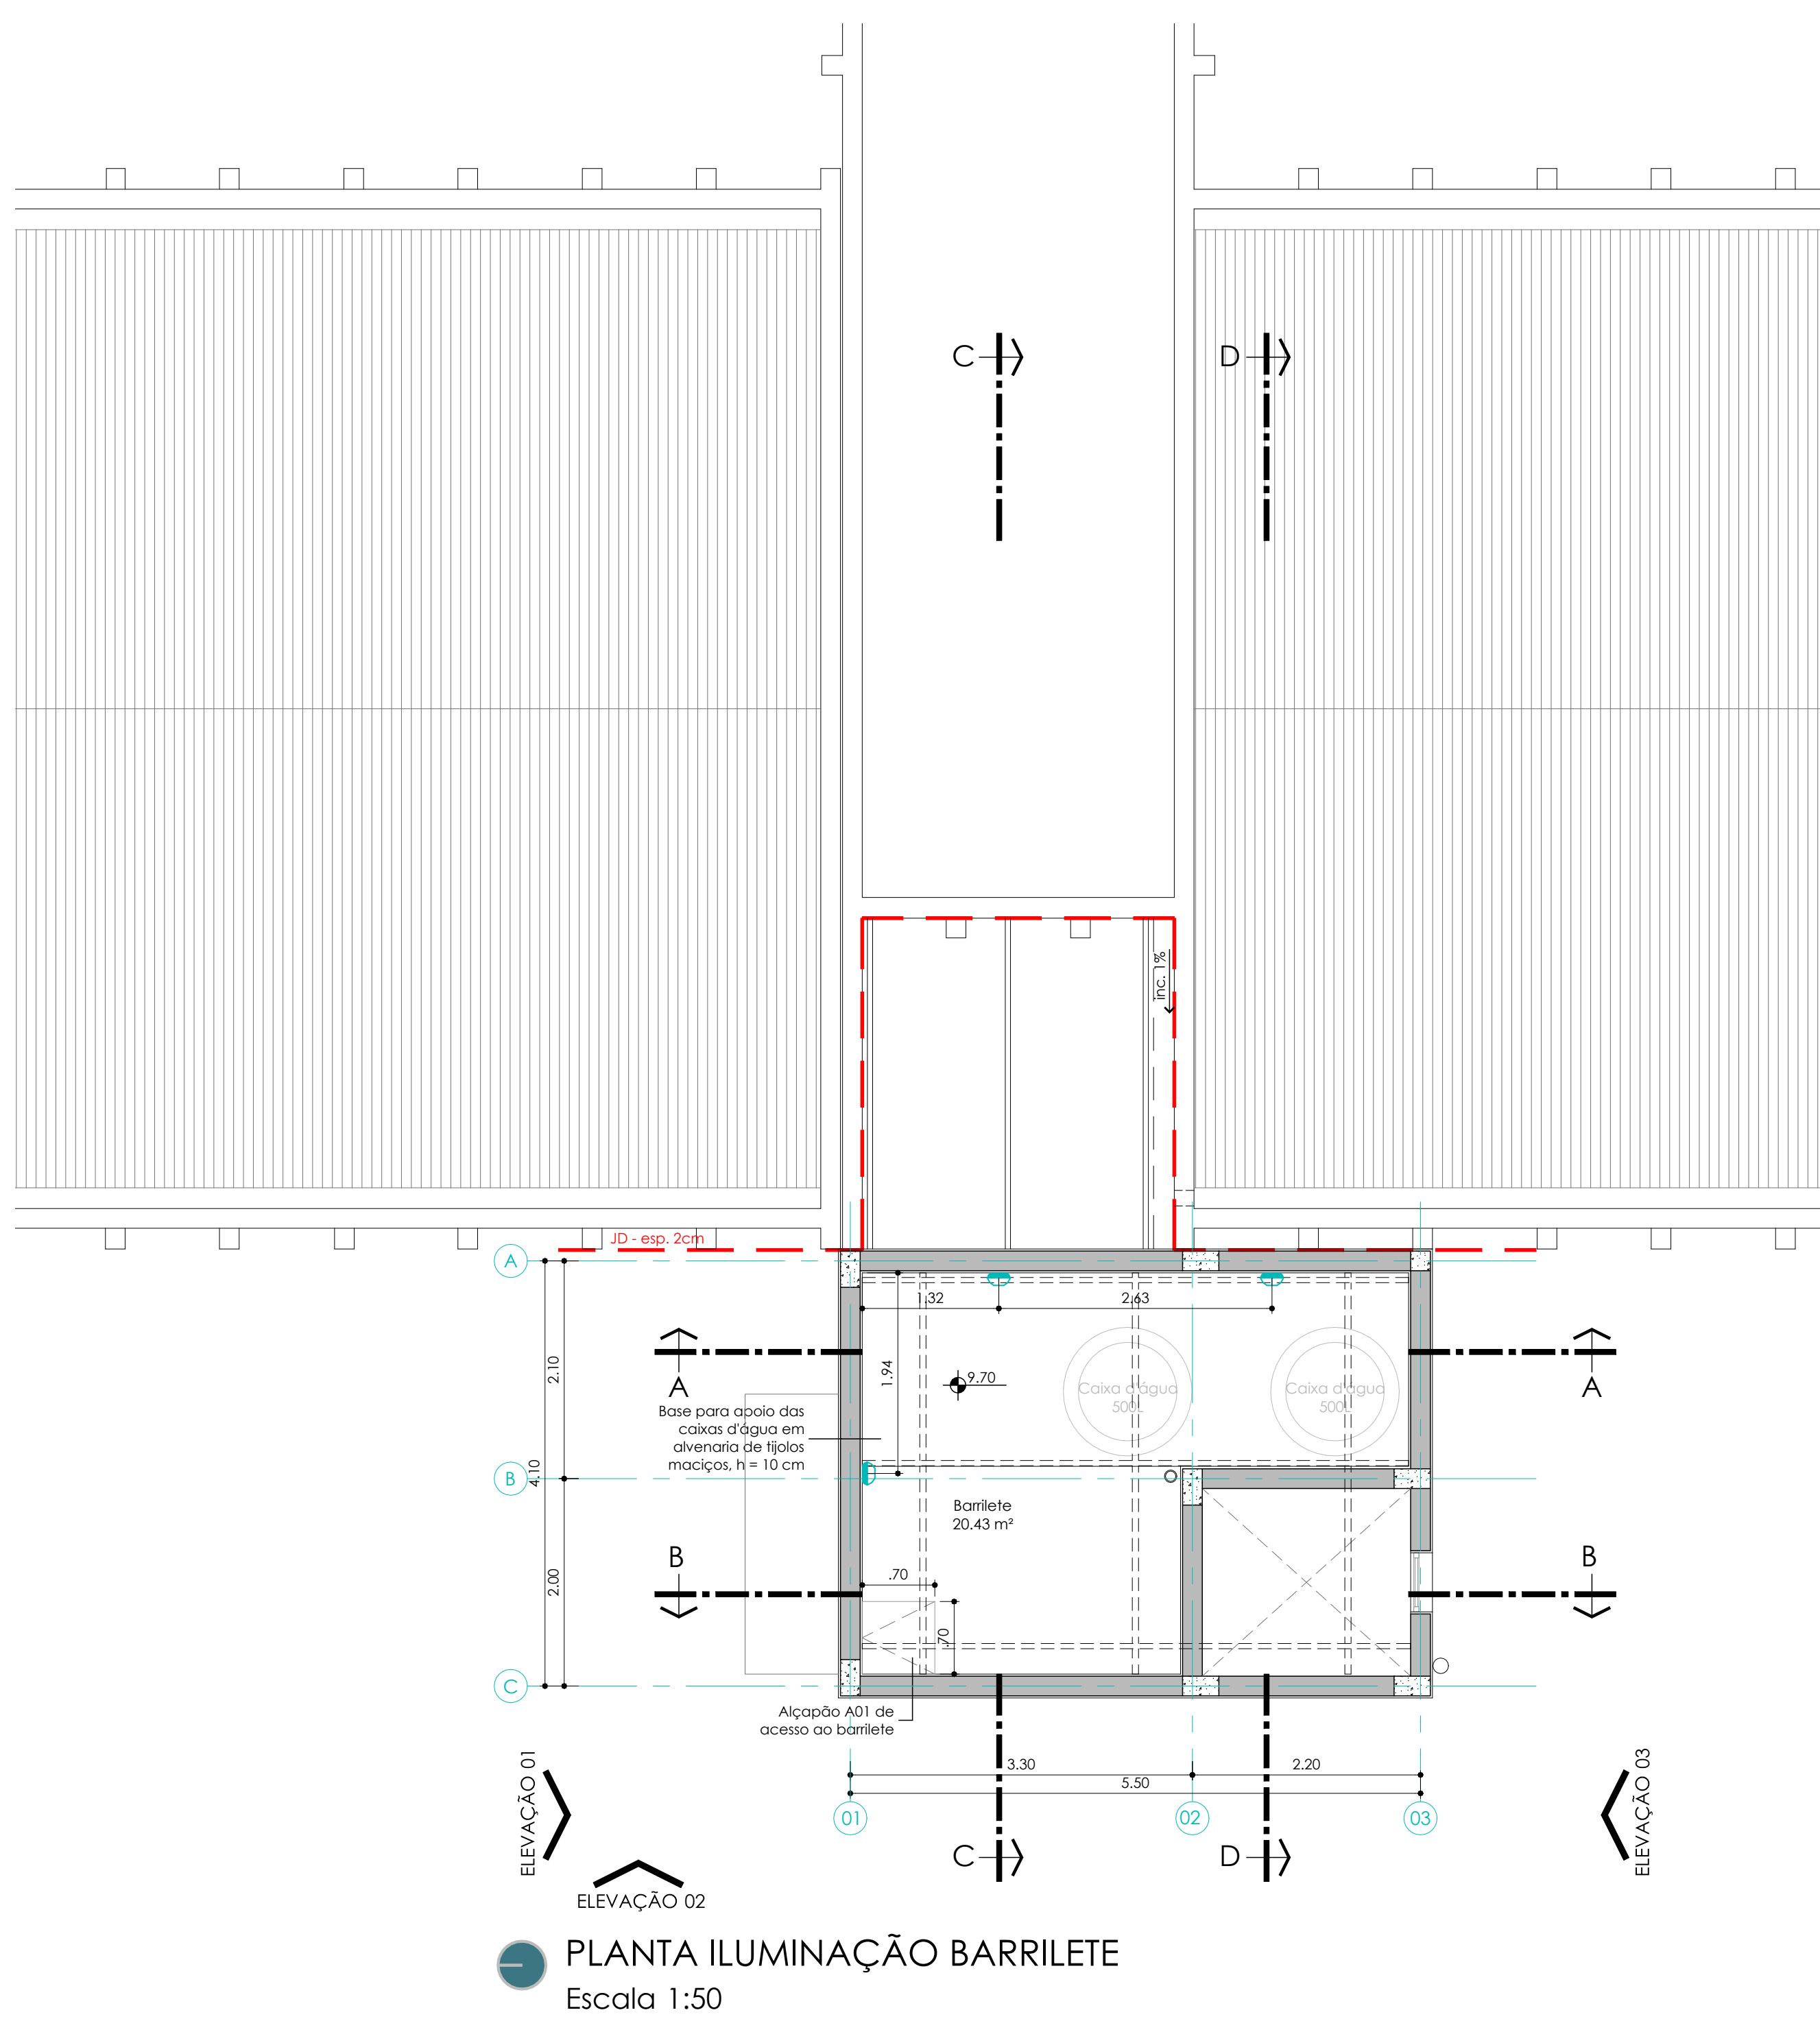 C
D
inc. 1%
JD - esp. 2cm
A
1.32
2.63
2.10
1.94
9.70
A
A
Caixa d'água
500L
Caixa d'água
500L
Base para apoio das
caixas d'água em
alvenaria de tijolos
maciços, h = 10 cm
B
4.10
Barrilete
20.43 m²
B
B
2.00
.70
.70
C
Alçapão A01 de
acesso ao barrilete
3.30
2.20
5.50
01
02
03
ELEVAÇÃO 01
ELEVAÇÃO 03
C
D
ELEVAÇÃO 02
PLANTA ILUMINAÇÃO BARRILETE
Escala 1:50